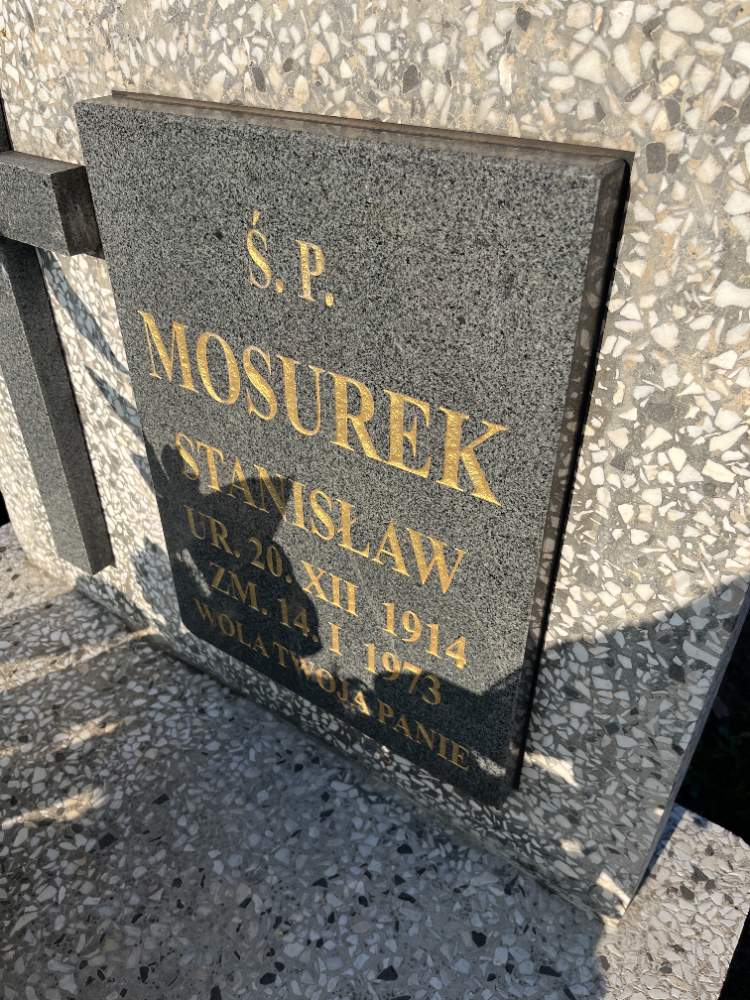 Ś. P.
MOSUREK
STANISŁAW
UR. 20. XII 1914
ZM. 14. I 1973
WOLA TWOJA PANIE